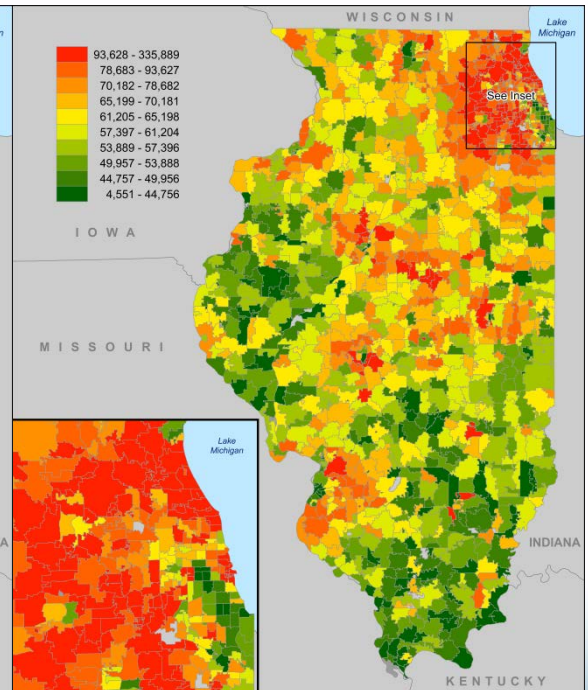 WISCONSIN
Lake
Michigan
93,628 - 335,889
78,683 - 93,627
70,182 - 78,682
65,199 - 70,181
61,205 - 65,198
57,397 - 61,204
53,889 - 57,396
49,957 - 53,888
44,757 - 49,956
4,551 - 44,756
See Inset
IOWA
MISSOURI
Lake
Michigan
INDIANA
KENTUCKY